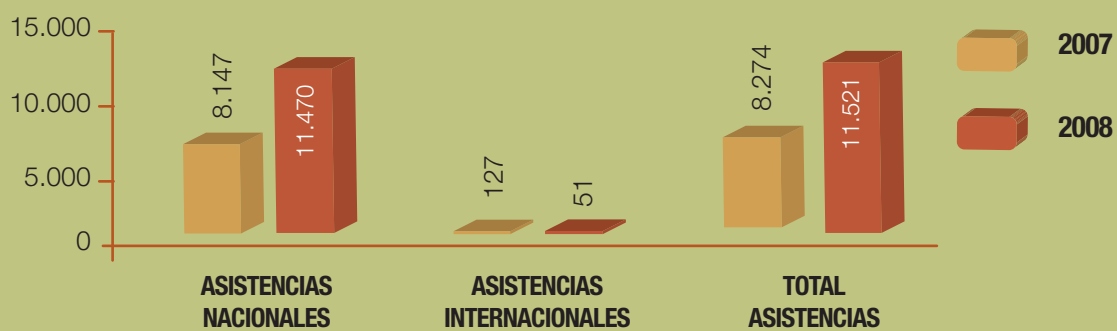 15.000
10.000
5.000
0
8.147
11.470
127
51
8.274
11.521
2007
2008
ASISTENCIAS
NACIONALES
ASISTENCIAS
INTERNACIONALES
TOTAL
ASISTENCIAS